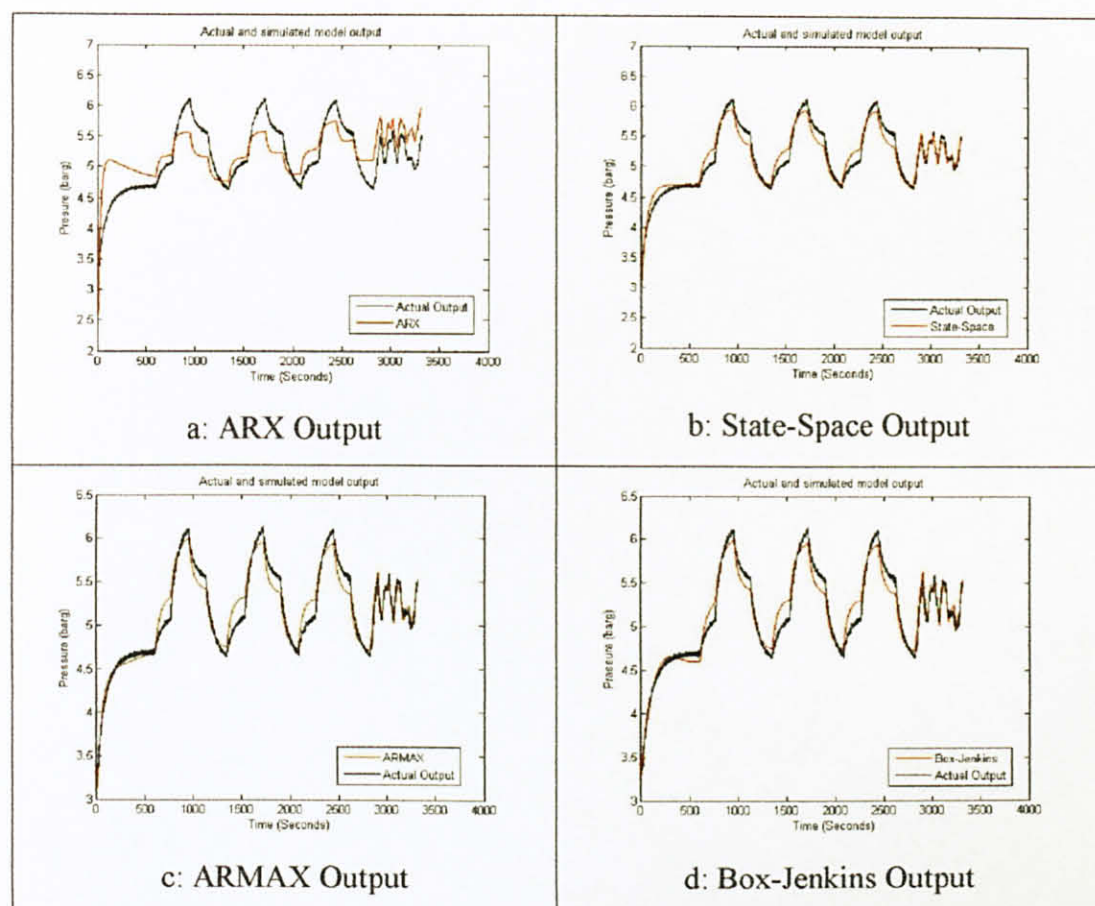 Actual and simulated model output
7
6
5.5
5
4.5
4
3.5
3
2.5
2
Pressure (barg)
0 500 1000 1500 2000 2500 3000 3500 4000
Time (Seconds)
Actual Output
ARX
a: ARX Output
Actual and simulated model output
7
6
5.5
5
4.5
4
3.5
3
2.5
2
Pressure (barg)
0 500 1000 1500 2000 2500 3000 3500 4000
Time (Seconds)
Actual Output
State-Space
b: State-Space Output
Actual and simulated model output
6.5
6
5.5
5
4.5
4
3.5
3
Pressure (barg)
0 500 1000 1500 2000 2500 3000 3500 4000
Time (Seconds)
ARMAX
Actual Output
c: ARMAX Output
Actual and simulated model output
6.5
6
5.5
5
4.5
4
3.5
3
Pressure (barg)
0 500 1000 1500 2000 2500 3000 3500 4000
Time (Seconds)
Box-Jenkins
Actual Output
d: Box-Jenkins Output